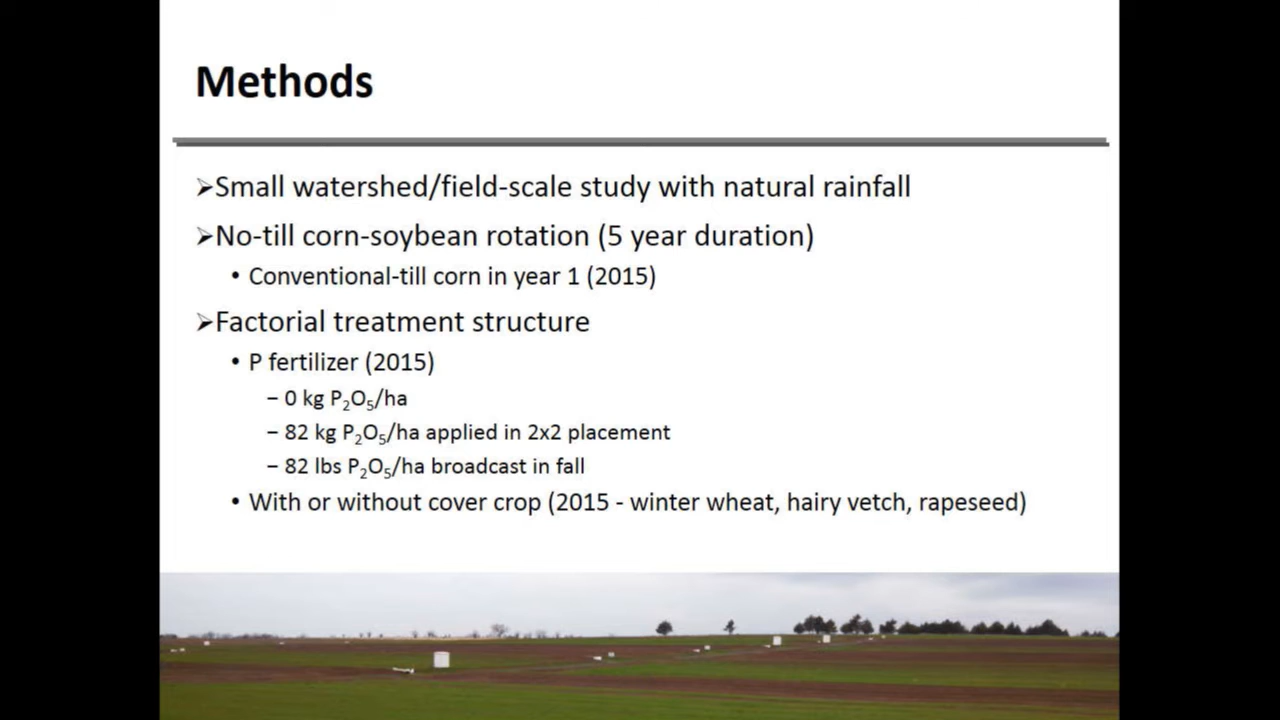 Methods
➢Small watershed/field-scale study with natural rainfall
➢No-till corn-soybean rotation (5 year duration)
• Conventional-till corn in year 1 (2015)
➢Factorial treatment structure
• P fertilizer (2015)
– 0 kg P₂O₅/ha
– 82 kg P₂O₅/ha applied in 2x2 placement
– 82 lbs P₂O₅/ha broadcast in fall
• With or without cover crop (2015 - winter wheat, hairy vetch, rapeseed)